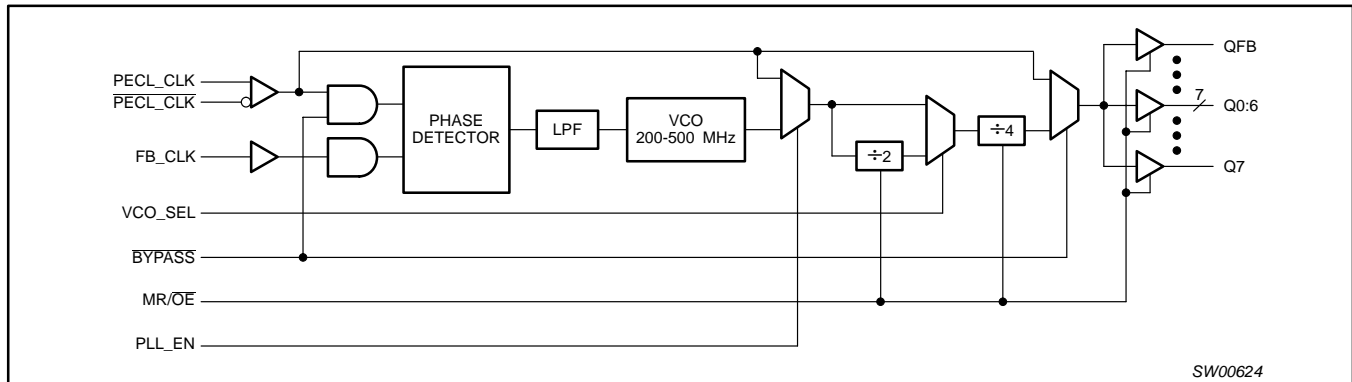 PECL_CLK
PECL_CLK
FB_CLK
VCO_SEL
BYPASS
MR/OE
PLL_EN
PHASE
DETECTOR
LPF
VCO
200-500 MHz
÷2
÷4
QFB
7
Q0:6
Q7
SW00624